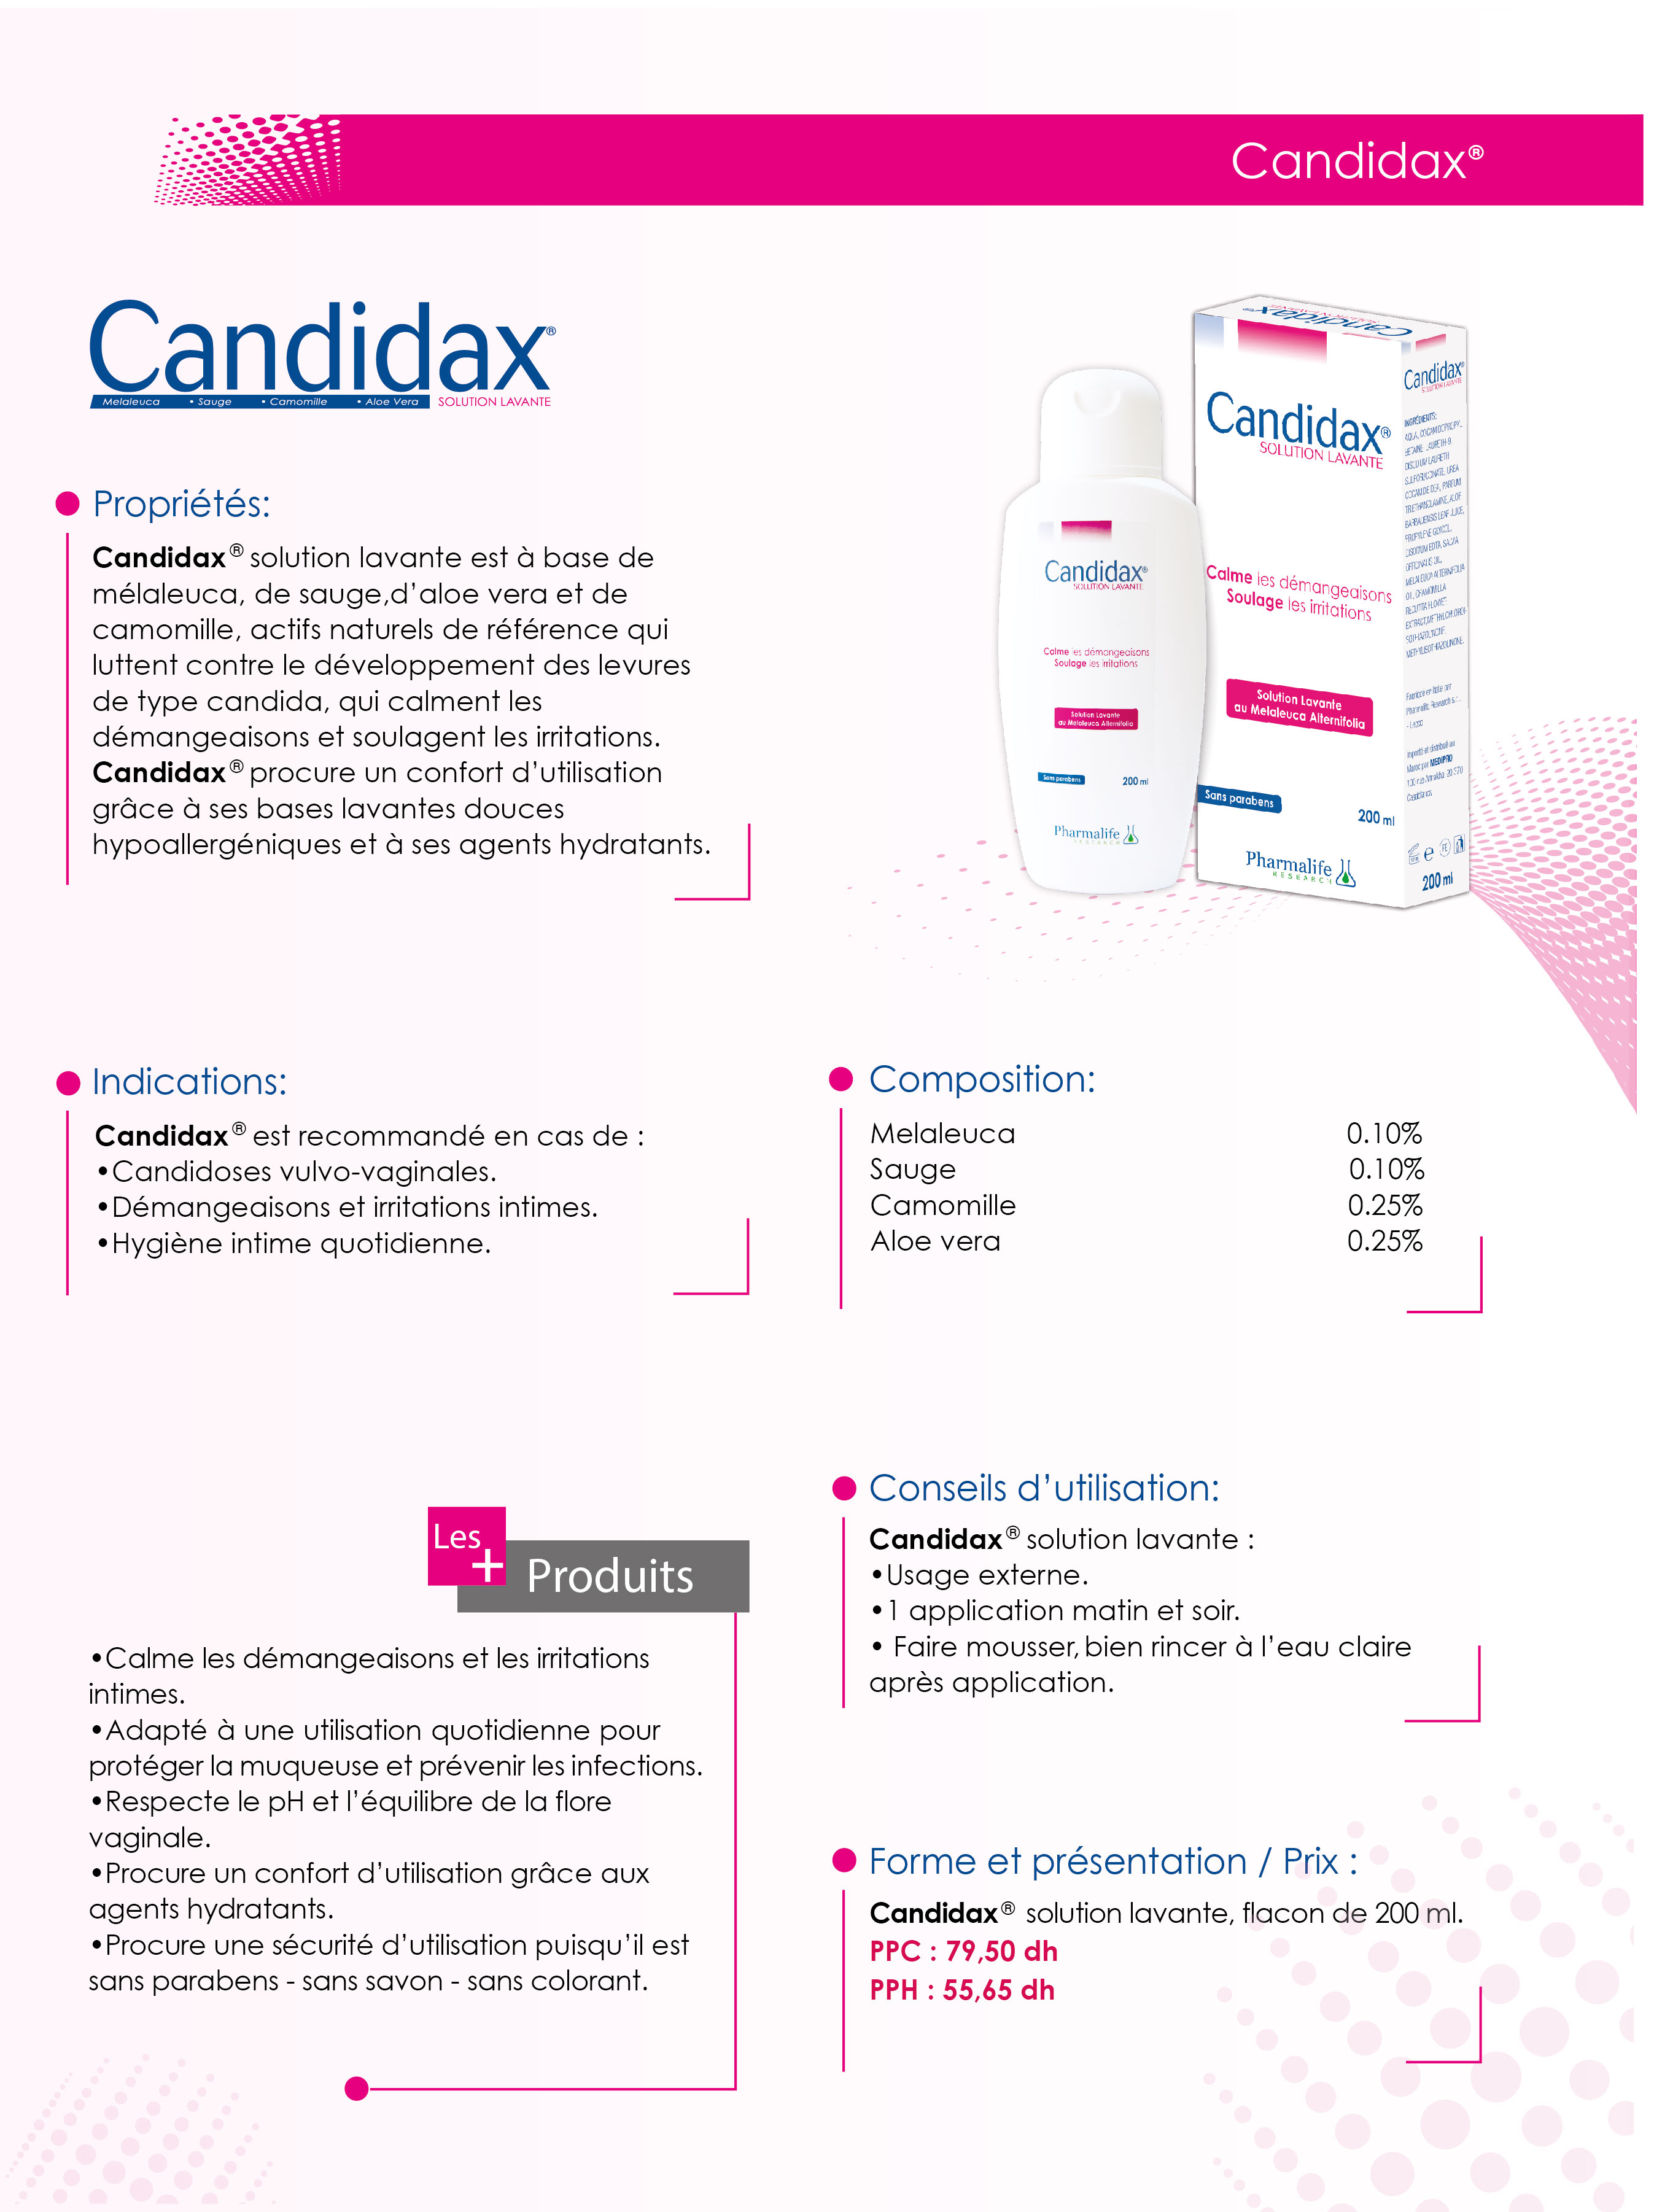 Candidax®
Candidax®
Melaleuca • Sauge • Camomille • Aloe Vera SOLUTION LAVANTE
Propriétés:
Candidax® solution lavante est à base de
mélaleuca, de sauge,d'aloe vera et de
camomille, actifs naturels de référence qui
luttent contre le développement des levures
de type candida, qui calment les
démangeaisons et soulagent les irritations.
Candidax® procure un confort d'utilisation
grâce à ses bases lavantes douces
hypoallergéniques et à ses agents hydratants.
Candidax®
SOLUTION LAVANTE
Calme les démangeaisons
Soulage les irritations
Solution Lavante
au Melaleuca Alternifolia
Sans parabens
200 ml
Pharmalife
RESEARCH
Candidax®
SOLUTION LAVANTE
Candidax®
SOLUTION LAVANTE
Calme les démangeaisons
Soulage les irritations
Solution Lavante
au Melaleuca Alternifolia
Sans parabens
200 ml
Pharmalife
RESEARCH
Candidax®
SOLUTION LAVANTE
INGRÉDIENTS:
200 ml
Indications:
Candidax® est recommandé en cas de :
•Candidoses vulvo-vaginales.
•Démangeaisons et irritations intimes.
•Hygiène intime quotidienne.
Composition:
Melaleuca 0.10%
Sauge 0.10%
Camomille 0.25%
Aloe vera 0.25%
Les +
Produits
•Calme les démangeaisons et les irritations
intimes.
•Adapté à une utilisation quotidienne pour
protéger la muqueuse et prévenir les infections.
•Respecte le pH et l'équilibre de la flore
vaginale.
•Procure un confort d'utilisation grâce aux
agents hydratants.
•Procure une sécurité d'utilisation puisqu'il est
sans parabens - sans savon - sans colorant.
Conseils d'utilisation:
Candidax® solution lavante :
•Usage externe.
•1 application matin et soir.
• Faire mousser, bien rincer à l'eau claire
après application.
Forme et présentation / Prix :
Candidax® solution lavante, flacon de 200 ml.
PPC : 79,50 dh
PPH : 55,65 dh